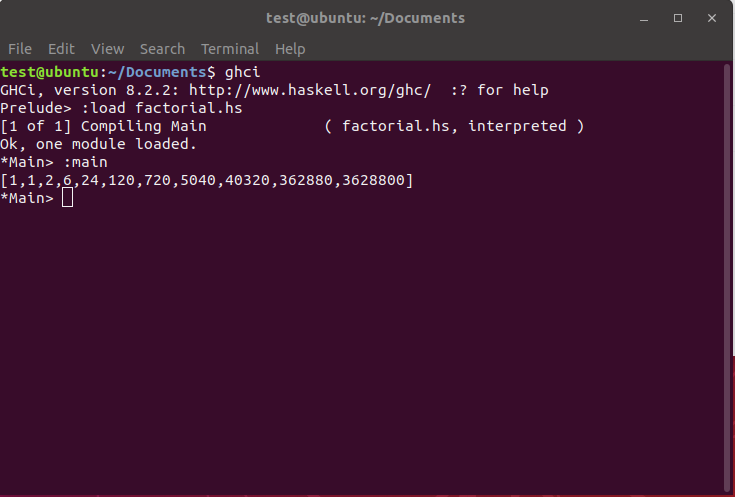 test@ubuntu: ~/Documents
File Edit View Search Terminal Help
test@ubuntu:~/Documents$ ghci
GHCi, version 8.2.2: http://www.haskell.org/ghc/  :? for help
Prelude> :load factorial.hs
[1 of 1] Compiling Main             ( factorial.hs, interpreted )
Ok, one module loaded.
*Main> :main
[1,1,2,6,24,120,720,5040,40320,362880,3628800]
*Main>